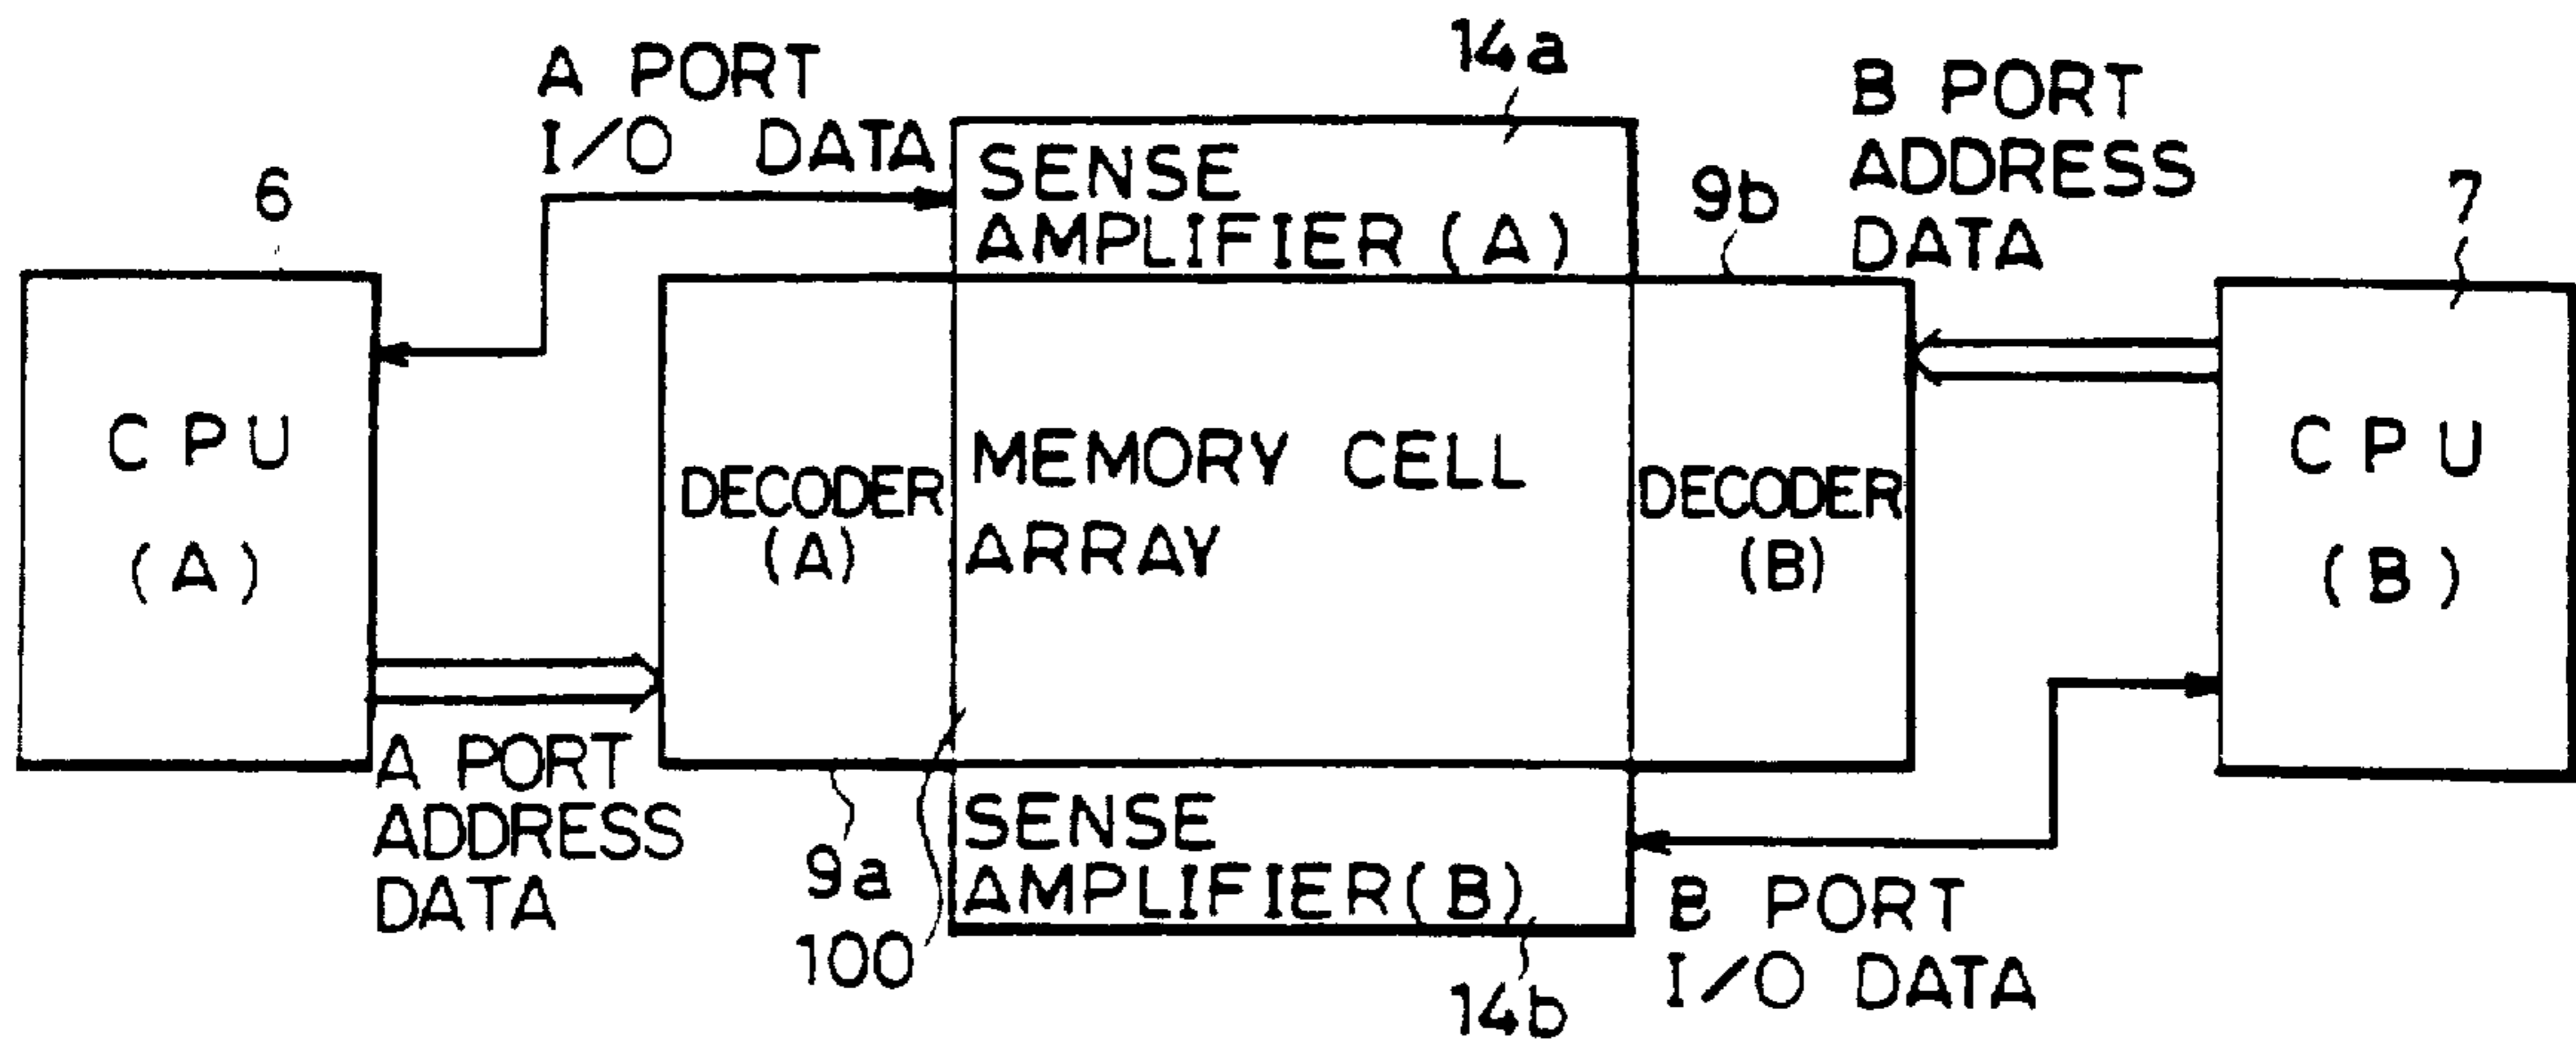 14a
A PORT
I/O DATA
B PORT
ADDRESS
DATA
6
SENSE
AMPLIFIER (A)
9b
7
CPU
(A)
DECODER
(A)
MEMORY CELL
ARRAY
DECODER
(B)
CPU
(B)
A PORT
ADDRESS
DATA
9a
100
SENSE
AMPLIFIER (B)
14b
B PORT
I/O DATA